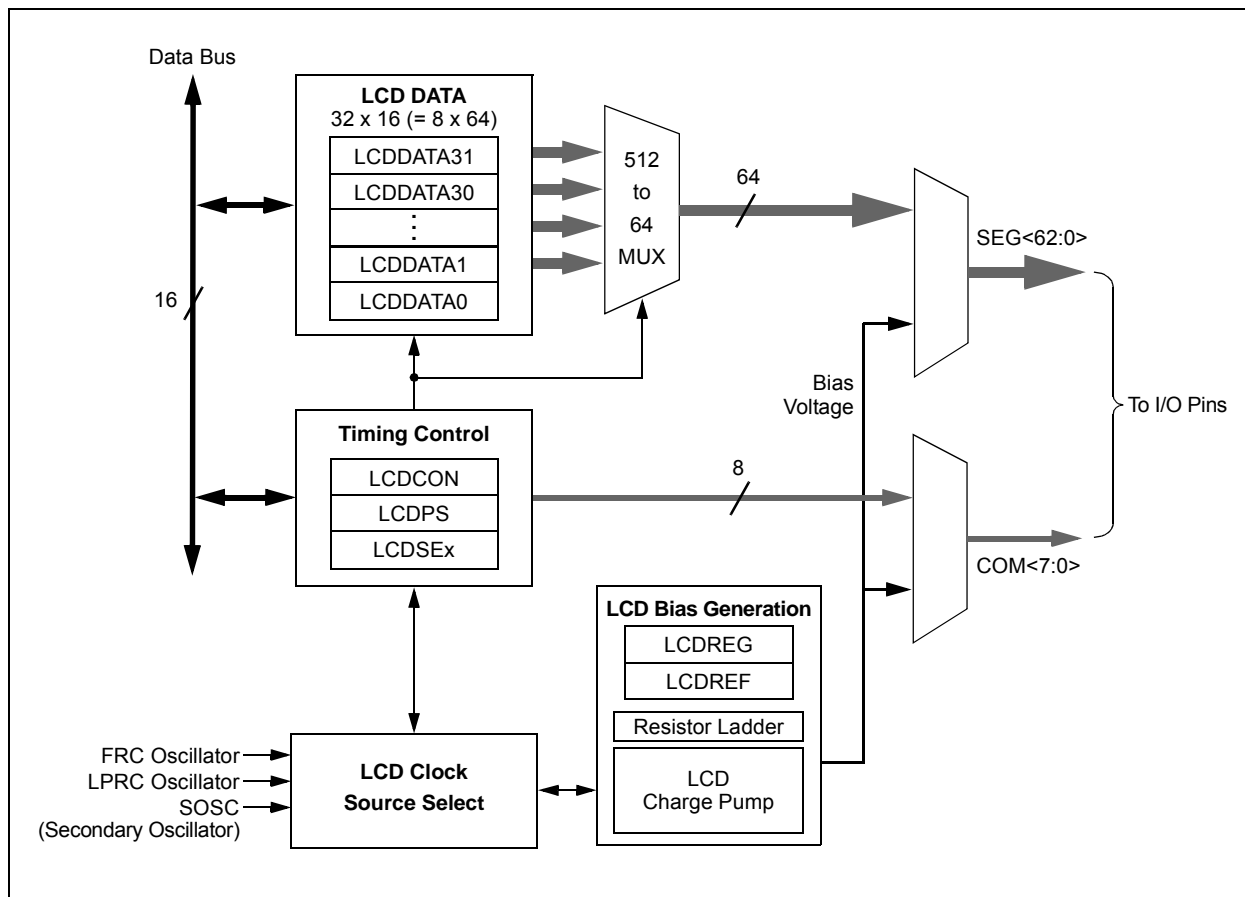 Data Bus
16
LCD DATA
32 x 16 (= 8 x 64)
LCDDATA31
LCDDATA30
⋮
LCDDATA1
LCDDATA0
512
to
64
MUX
64
SEG<62:0>
Bias
Voltage
To I/O Pins
Timing Control
LCDCON
LCDPS
LCDSEx
8
COM<7:0>
LCD Bias Generation
LCDREG
LCDREF
Resistor Ladder
LCD
Charge Pump
FRC Oscillator
LPRC Oscillator
SOSC
(Secondary Oscillator)
LCD Clock
Source Select